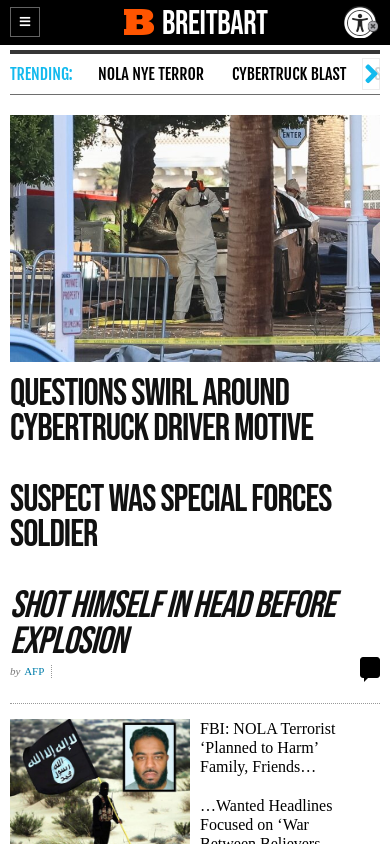 BREITBART
TRENDING:
NOLA NYE TERROR
CYBERTRUCK BLAST
ENTER
PRIVATE
PROPERTY
NO
TRESPASSING
QUESTIONS SWIRL AROUND
CYBERTRUCK DRIVER MOTIVE
SUSPECT WAS SPECIAL FORCES
SOLDIER
SHOT HIMSELF IN HEAD BEFORE
EXPLOSION
by AFP
FBI: NOLA Terrorist
‘Planned to Harm’
Family, Friends…
…Wanted Headlines
Focused on ‘War
Between Believers